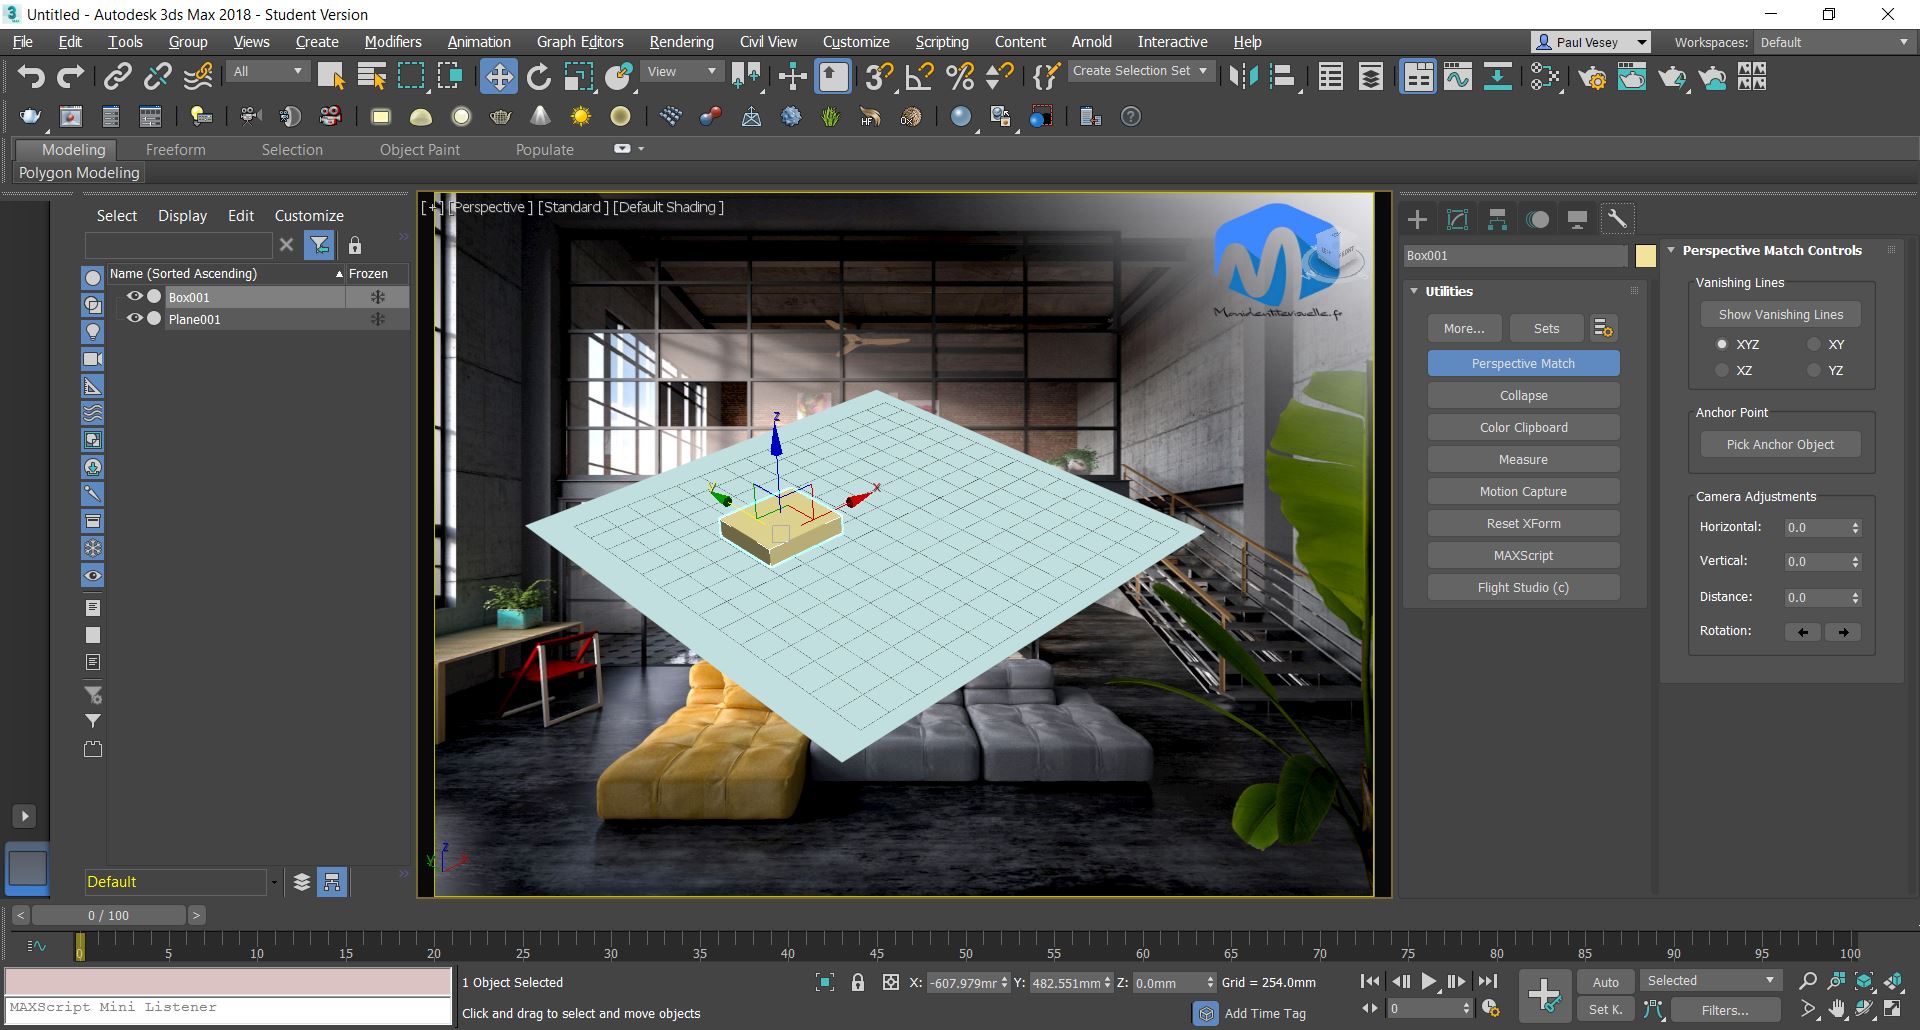 Untitled - Autodesk 3ds Max 2018 - Student Version
File Edit Tools Group Views Create Modifiers Animation Graph Editors Rendering Civil View Customize Scripting Content Arnold Interactive Help Paul Vesey Workspaces: Default
All View Create Selection Set
Modeling Freeform Selection Object Paint Populate
Polygon Modeling
Select Display Edit Customize
Name (Sorted Ascending) Frozen
Box001
Plane001
Default
[+] [Perspective ] [Standard ] [Default Shading ]
Monidentitevisuelle.fr
Z
Y
X
Z
Y
X
Box001
Utilities
More... Sets
Perspective Match
Collapse
Color Clipboard
Measure
Motion Capture
Reset XForm
MAXScript
Flight Studio (c)
Perspective Match Controls
Vanishing Lines
Show Vanishing Lines
XYZ XY
XZ YZ
Anchor Point
Pick Anchor Object
Camera Adjustments
Horizontal: 0.0
Vertical: 0.0
Distance: 0.0
Rotation:
< 0 / 100 >
0 5 10 15 20 25 30 35 40 45 50 55 60 65 70 75 80 85 90 95 100
1 Object Selected X: -607.979mr Y: 482.551mm Z: 0.0mm Grid = 254.0mm Auto Selected
MAXScript Mini Listener
Click and drag to select and move objects Add Time Tag 0 Set K. Filters...